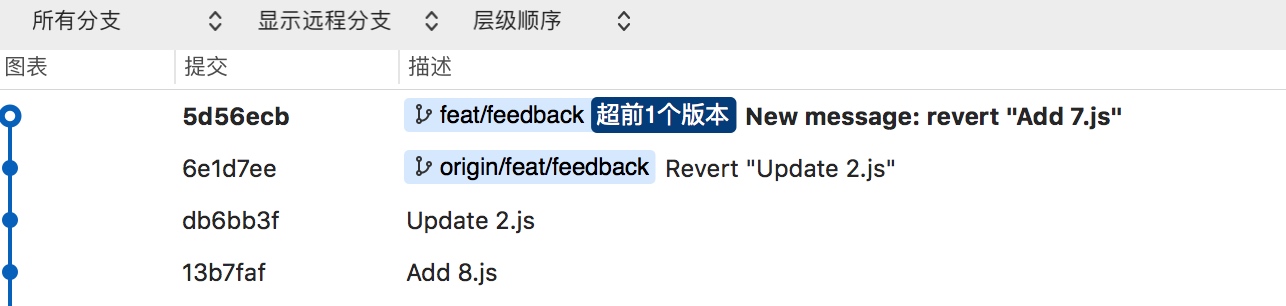 所有分支 显示远程分支 层级顺序
图表 提交 描述
5d56ecb feat/feedback 超前1个版本 New message: revert "Add 7.js"
6e1d7ee origin/feat/feedback Revert "Update 2.js"
db6bb3f Update 2.js
13b7faf Add 8.js